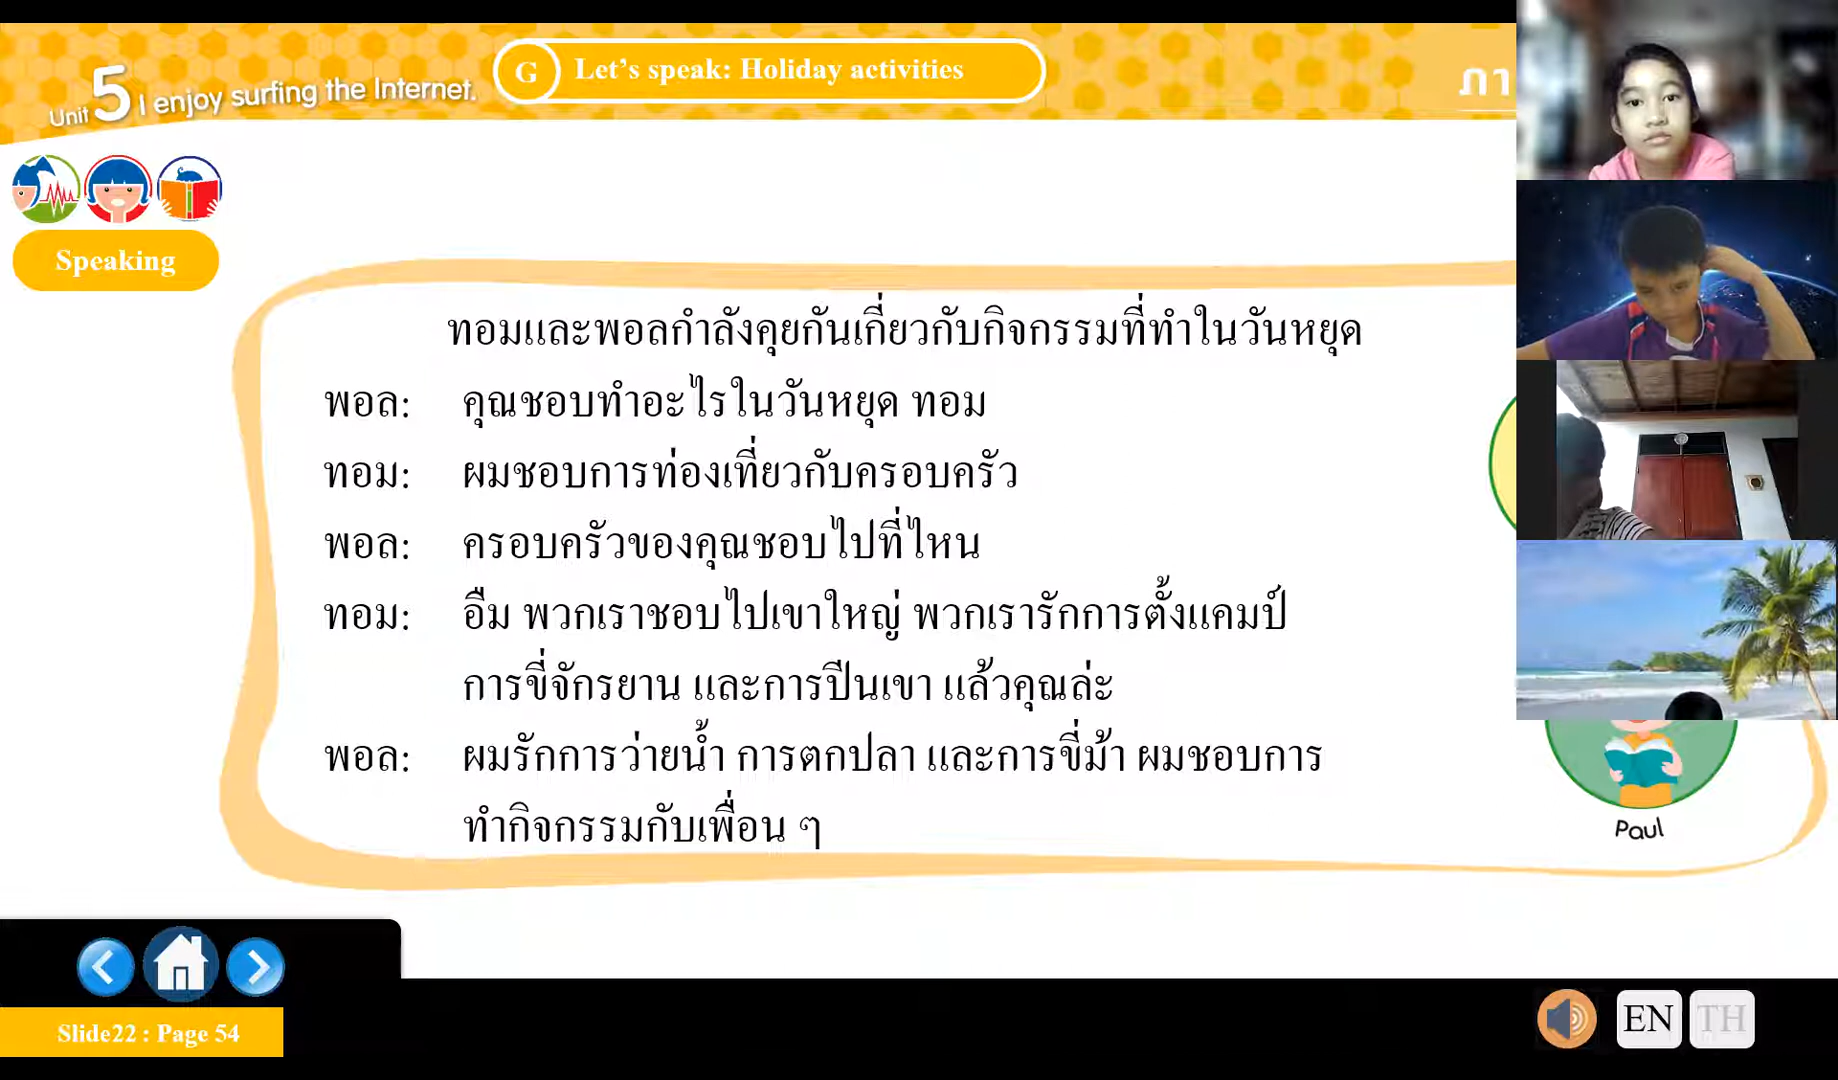 Unit 5 I enjoy surfing the Internet.
G Let's speak: Holiday activities
ภา
Speaking
ทอมและพอลกำลังคุยกันเกี่ยวกับกิจกรรมที่ทำในวันหยุด
พอล: คุณชอบทำอะไรในวันหยุด ทอม
ทอม: ผมชอบการท่องเที่ยวกับครอบครัว
พอล: ครอบครัวของคุณชอบไปที่ไหน
ทอม: อืม พวกเราชอบไปเขาใหญ่ พวกเรารักการตั้งแคมป์
การขี่จักรยาน และการปีนเขา แล้วคุณล่ะ
พอล: ผมรักการว่ายน้ำ การตกปลา และการขี่ม้า ผมชอบการ
ทำกิจกรรมกับเพื่อน ๆ
Paul
Slide22 : Page 54
EN TH